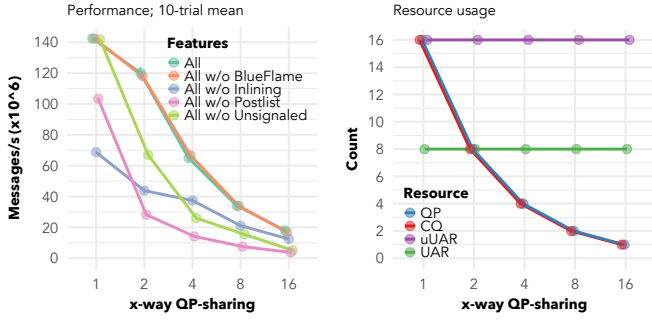 Performance; 10-trial mean
Messages/s (x10^6)
140
120
100
80
60
40
20
0
Features
All
All w/o BlueFlame
All w/o Inlining
All w/o Postlist
All w/o Unsignaled
1 2 4 8 16
x-way QP-sharing
Resource usage
Count
16
14
12
10
8
6
4
2
0
Resource
QP
CQ
uUAR
UAR
1 2 4 8 16
x-way QP-sharing